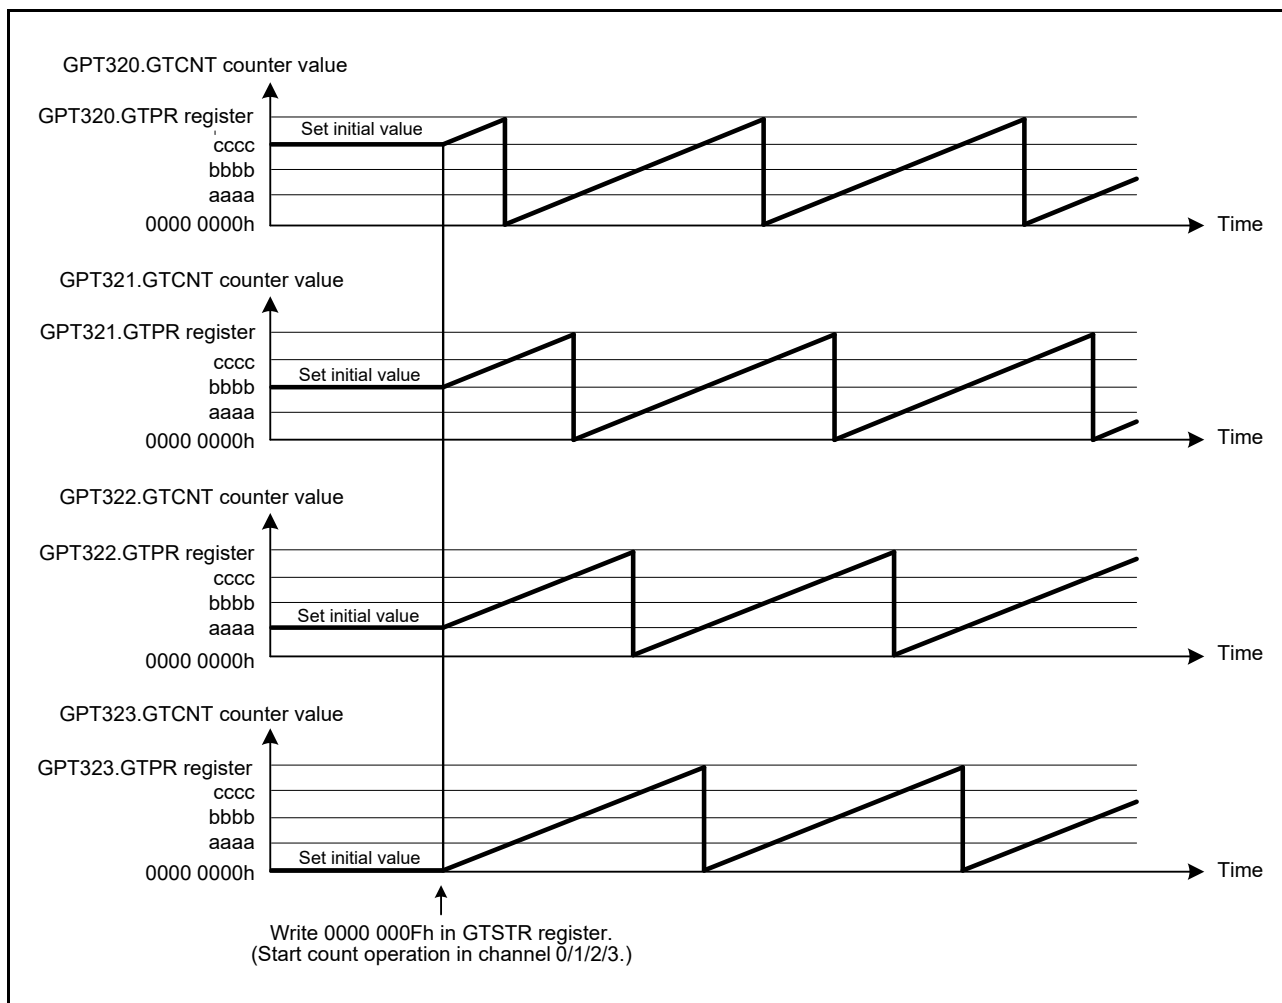 GPT320.GTCNT counter value
GPT320.GTPR register
Set initial value
cccc
bbbb
aaaa
0000 0000h
Time
GPT321.GTCNT counter value
GPT321.GTPR register
cccc
Set initial value
bbbb
aaaa
0000 0000h
Time
GPT322.GTCNT counter value
GPT322.GTPR register
cccc
bbbb
Set initial value
aaaa
0000 0000h
Time
GPT323.GTCNT counter value
GPT323.GTPR register
cccc
bbbb
aaaa
Set initial value
0000 0000h
Time
Write 0000 000Fh in GTSTR register.
(Start count operation in channel 0/1/2/3.)